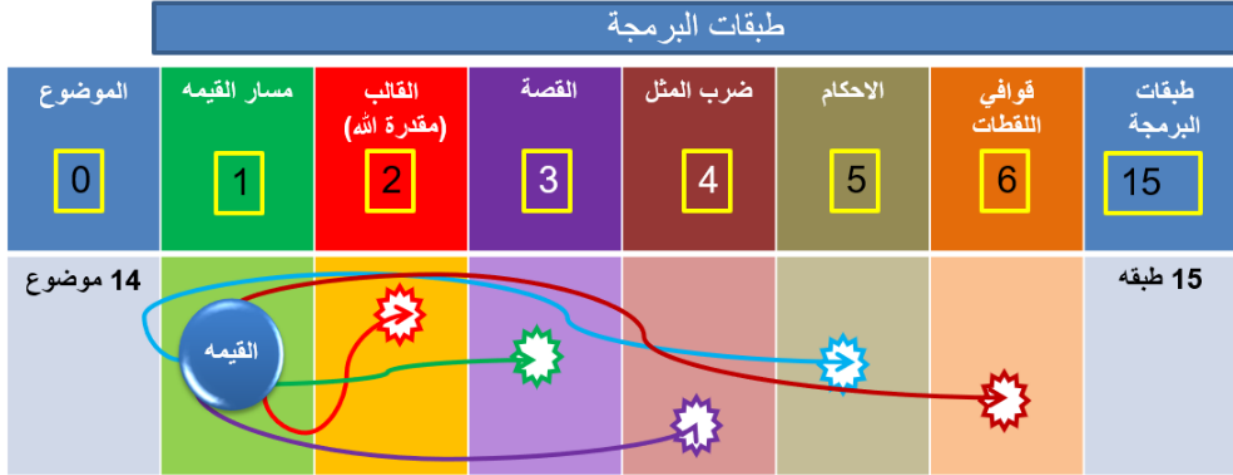 طبقات البرمجة
الموضوع
0
مسار القيمه
1
القالب
(مقدرة الله)
2
القصة
3
ضرب المثل
4
الاحكام
5
قوافي
اللقطات
6
طبقات
البرمجة
15
14 موضوع
القيمه
15 طبقه